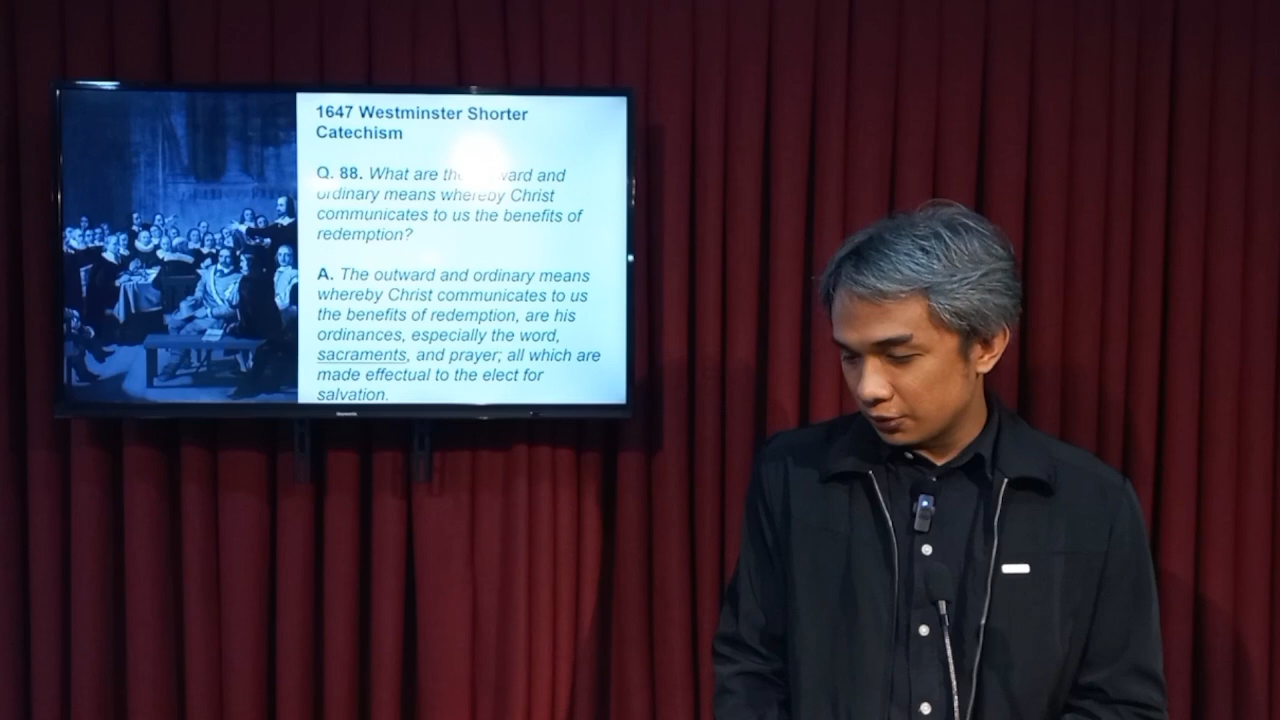 1647 Westminster Shorter
Catechism
Q. 88. What are the outward and
ordinary means whereby Christ
communicates to us the benefits of
redemption?
A. The outward and ordinary means
whereby Christ communicates to us
the benefits of redemption, are his
ordinances, especially the word,
sacraments, and prayer; all which are
made effectual to the elect for
salvation.